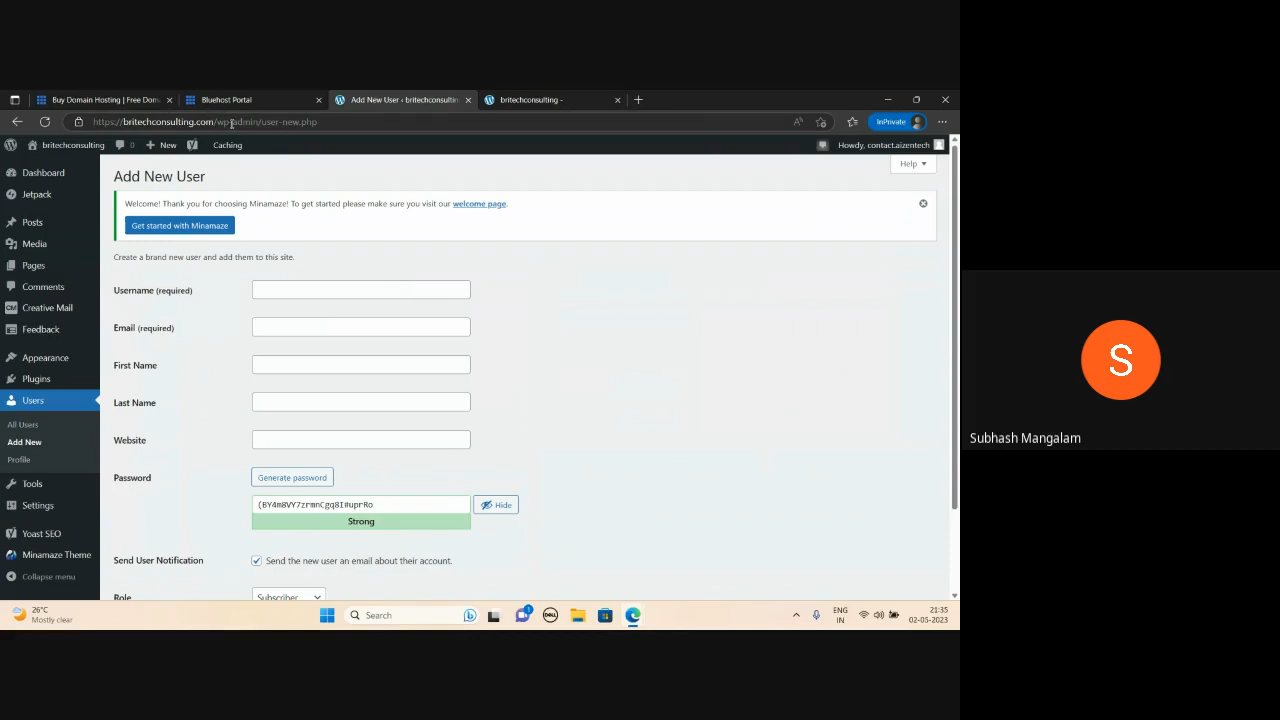 Buy Domain Hosting | Free Dom
Bluehost Portal
Add New User ‹ britechconsulting
britechconsulting -
https://britechconsulting.com/wp-admin/user-new.php
InPrivate
britechconsulting
0
New
Caching
Howdy, contact.aizentech
Help
Dashboard
Jetpack
Posts
Media
Pages
Comments
Creative Mail
Feedback
Appearance
Plugins
Users
All Users
Add New
Profile
Tools
Settings
Yoast SEO
Minamaze Theme
Collapse menu
Add New User
Welcome! Thank you for choosing Minamaze! To get started please make sure you visit our welcome page.
Get started with Minamaze
Create a brand new user and add them to this site.
Username (required)
Email (required)
First Name
Last Name
Website
Password
Generate password
(BY4m8VY7zrmnCgq8I#uprRo
Hide
Strong
Send User Notification
Send the new user an email about their account.
Role
Subscriber
S
Subhash Mangalam
26°C
Mostly clear
Search
1
DELL
ENG
IN
21:35
02-05-2023